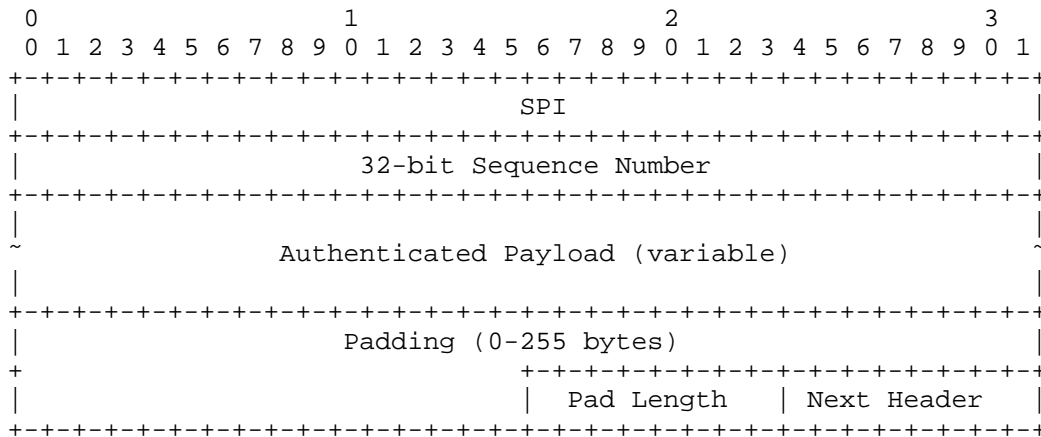 0                   1                   2                   3
 0 1 2 3 4 5 6 7 8 9 0 1 2 3 4 5 6 7 8 9 0 1 2 3 4 5 6 7 8 9 0 1
+-+-+-+-+-+-+-+-+-+-+-+-+-+-+-+-+-+-+-+-+-+-+-+-+-+-+-+-+-+-+-+-+
|                               SPI                             |
+-+-+-+-+-+-+-+-+-+-+-+-+-+-+-+-+-+-+-+-+-+-+-+-+-+-+-+-+-+-+-+-+
|                     32-bit Sequence Number                    |
+-+-+-+-+-+-+-+-+-+-+-+-+-+-+-+-+-+-+-+-+-+-+-+-+-+-+-+-+-+-+-+-+
|                                                               |
~                Authenticated Payload (variable)               ~
|                                                               |
+-+-+-+-+-+-+-+-+-+-+-+-+-+-+-+-+-+-+-+-+-+-+-+-+-+-+-+-+-+-+-+-+
|                    Padding (0-255 bytes)                      |
+                               +-+-+-+-+-+-+-+-+-+-+-+-+-+-+-+-+
|                               |  Pad Length   | Next Header   |
+-+-+-+-+-+-+-+-+-+-+-+-+-+-+-+-+-+-+-+-+-+-+-+-+-+-+-+-+-+-+-+-+